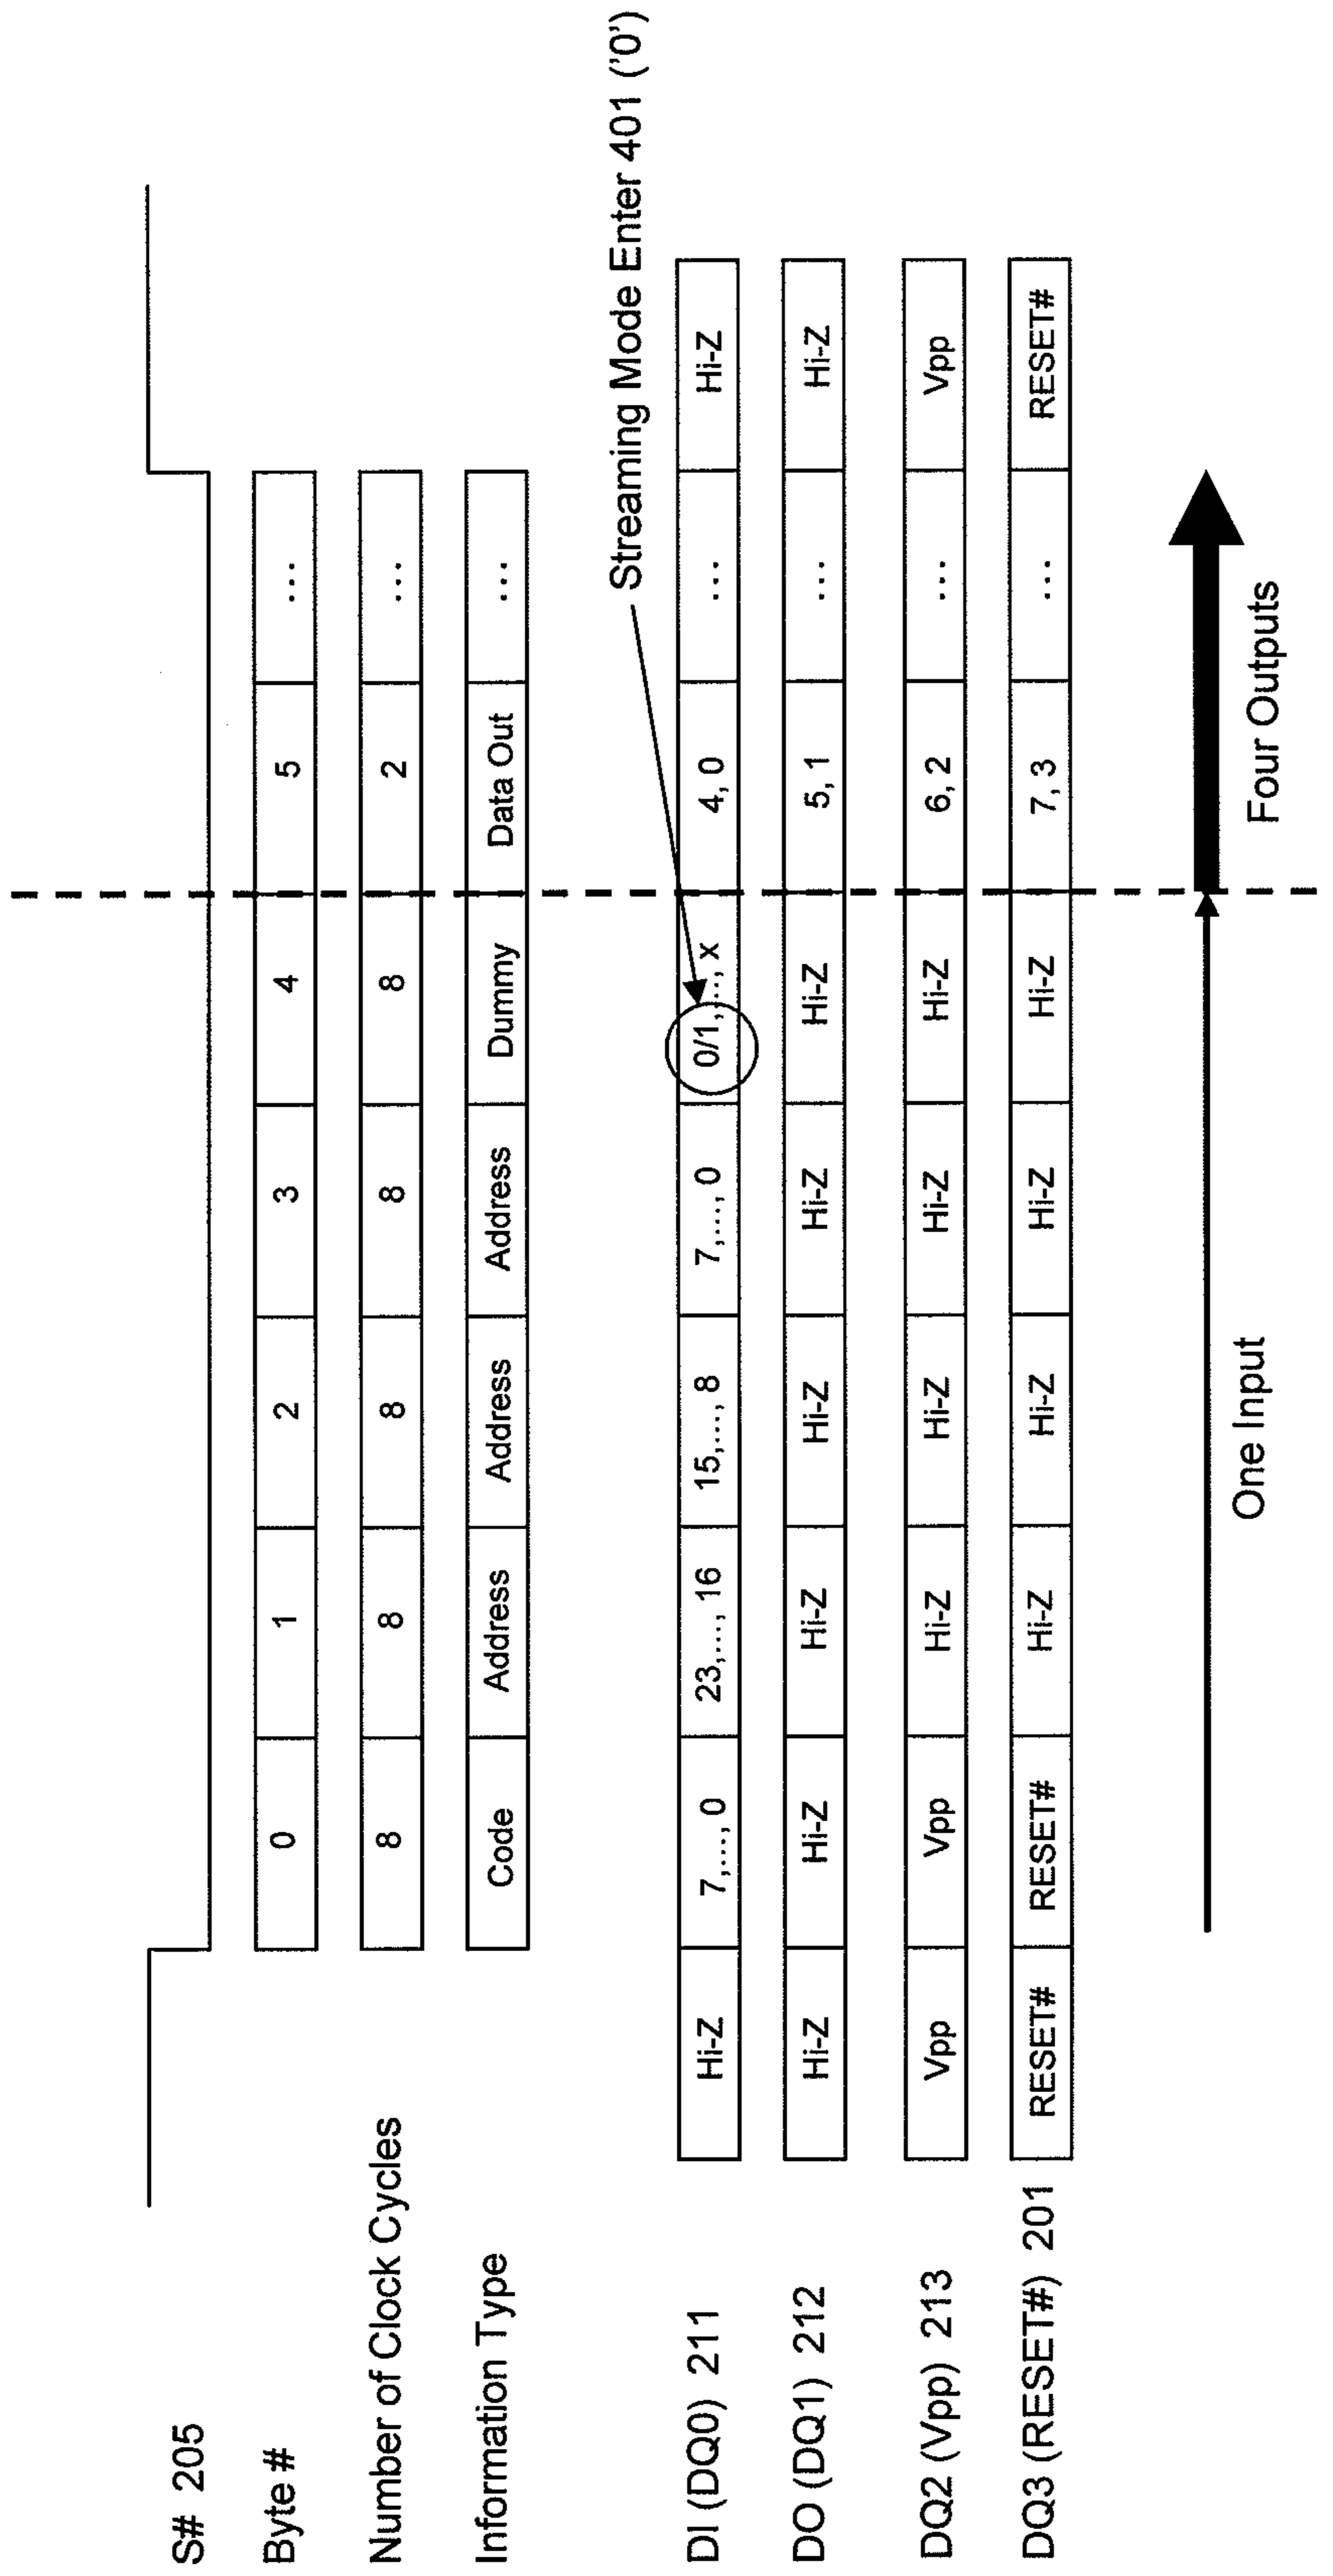 S# 205
Byte # 0 1 2 3 4 5 ...
Number of Clock Cycles 8 8 8 8 8 2 ...
Information Type Code Address Address Address Dummy Data Out ...
Streaming Mode Enter 401 ('0')
DI (DQ0) 211 Hi-Z 7,..., 0 23,..., 16 15,..., 8 7,..., 0 0/1,..., x 4, 0 ... Hi-Z
DO (DQ1) 212 Hi-Z Hi-Z Hi-Z Hi-Z Hi-Z Hi-Z 5, 1 ... Hi-Z
DQ2 (Vpp) 213 Vpp Vpp Hi-Z Hi-Z Hi-Z Hi-Z 6, 2 ... Vpp
DQ3 (RESET#) 201 RESET# RESET# Hi-Z Hi-Z Hi-Z Hi-Z 7, 3 ... RESET#
One Input Four Outputs